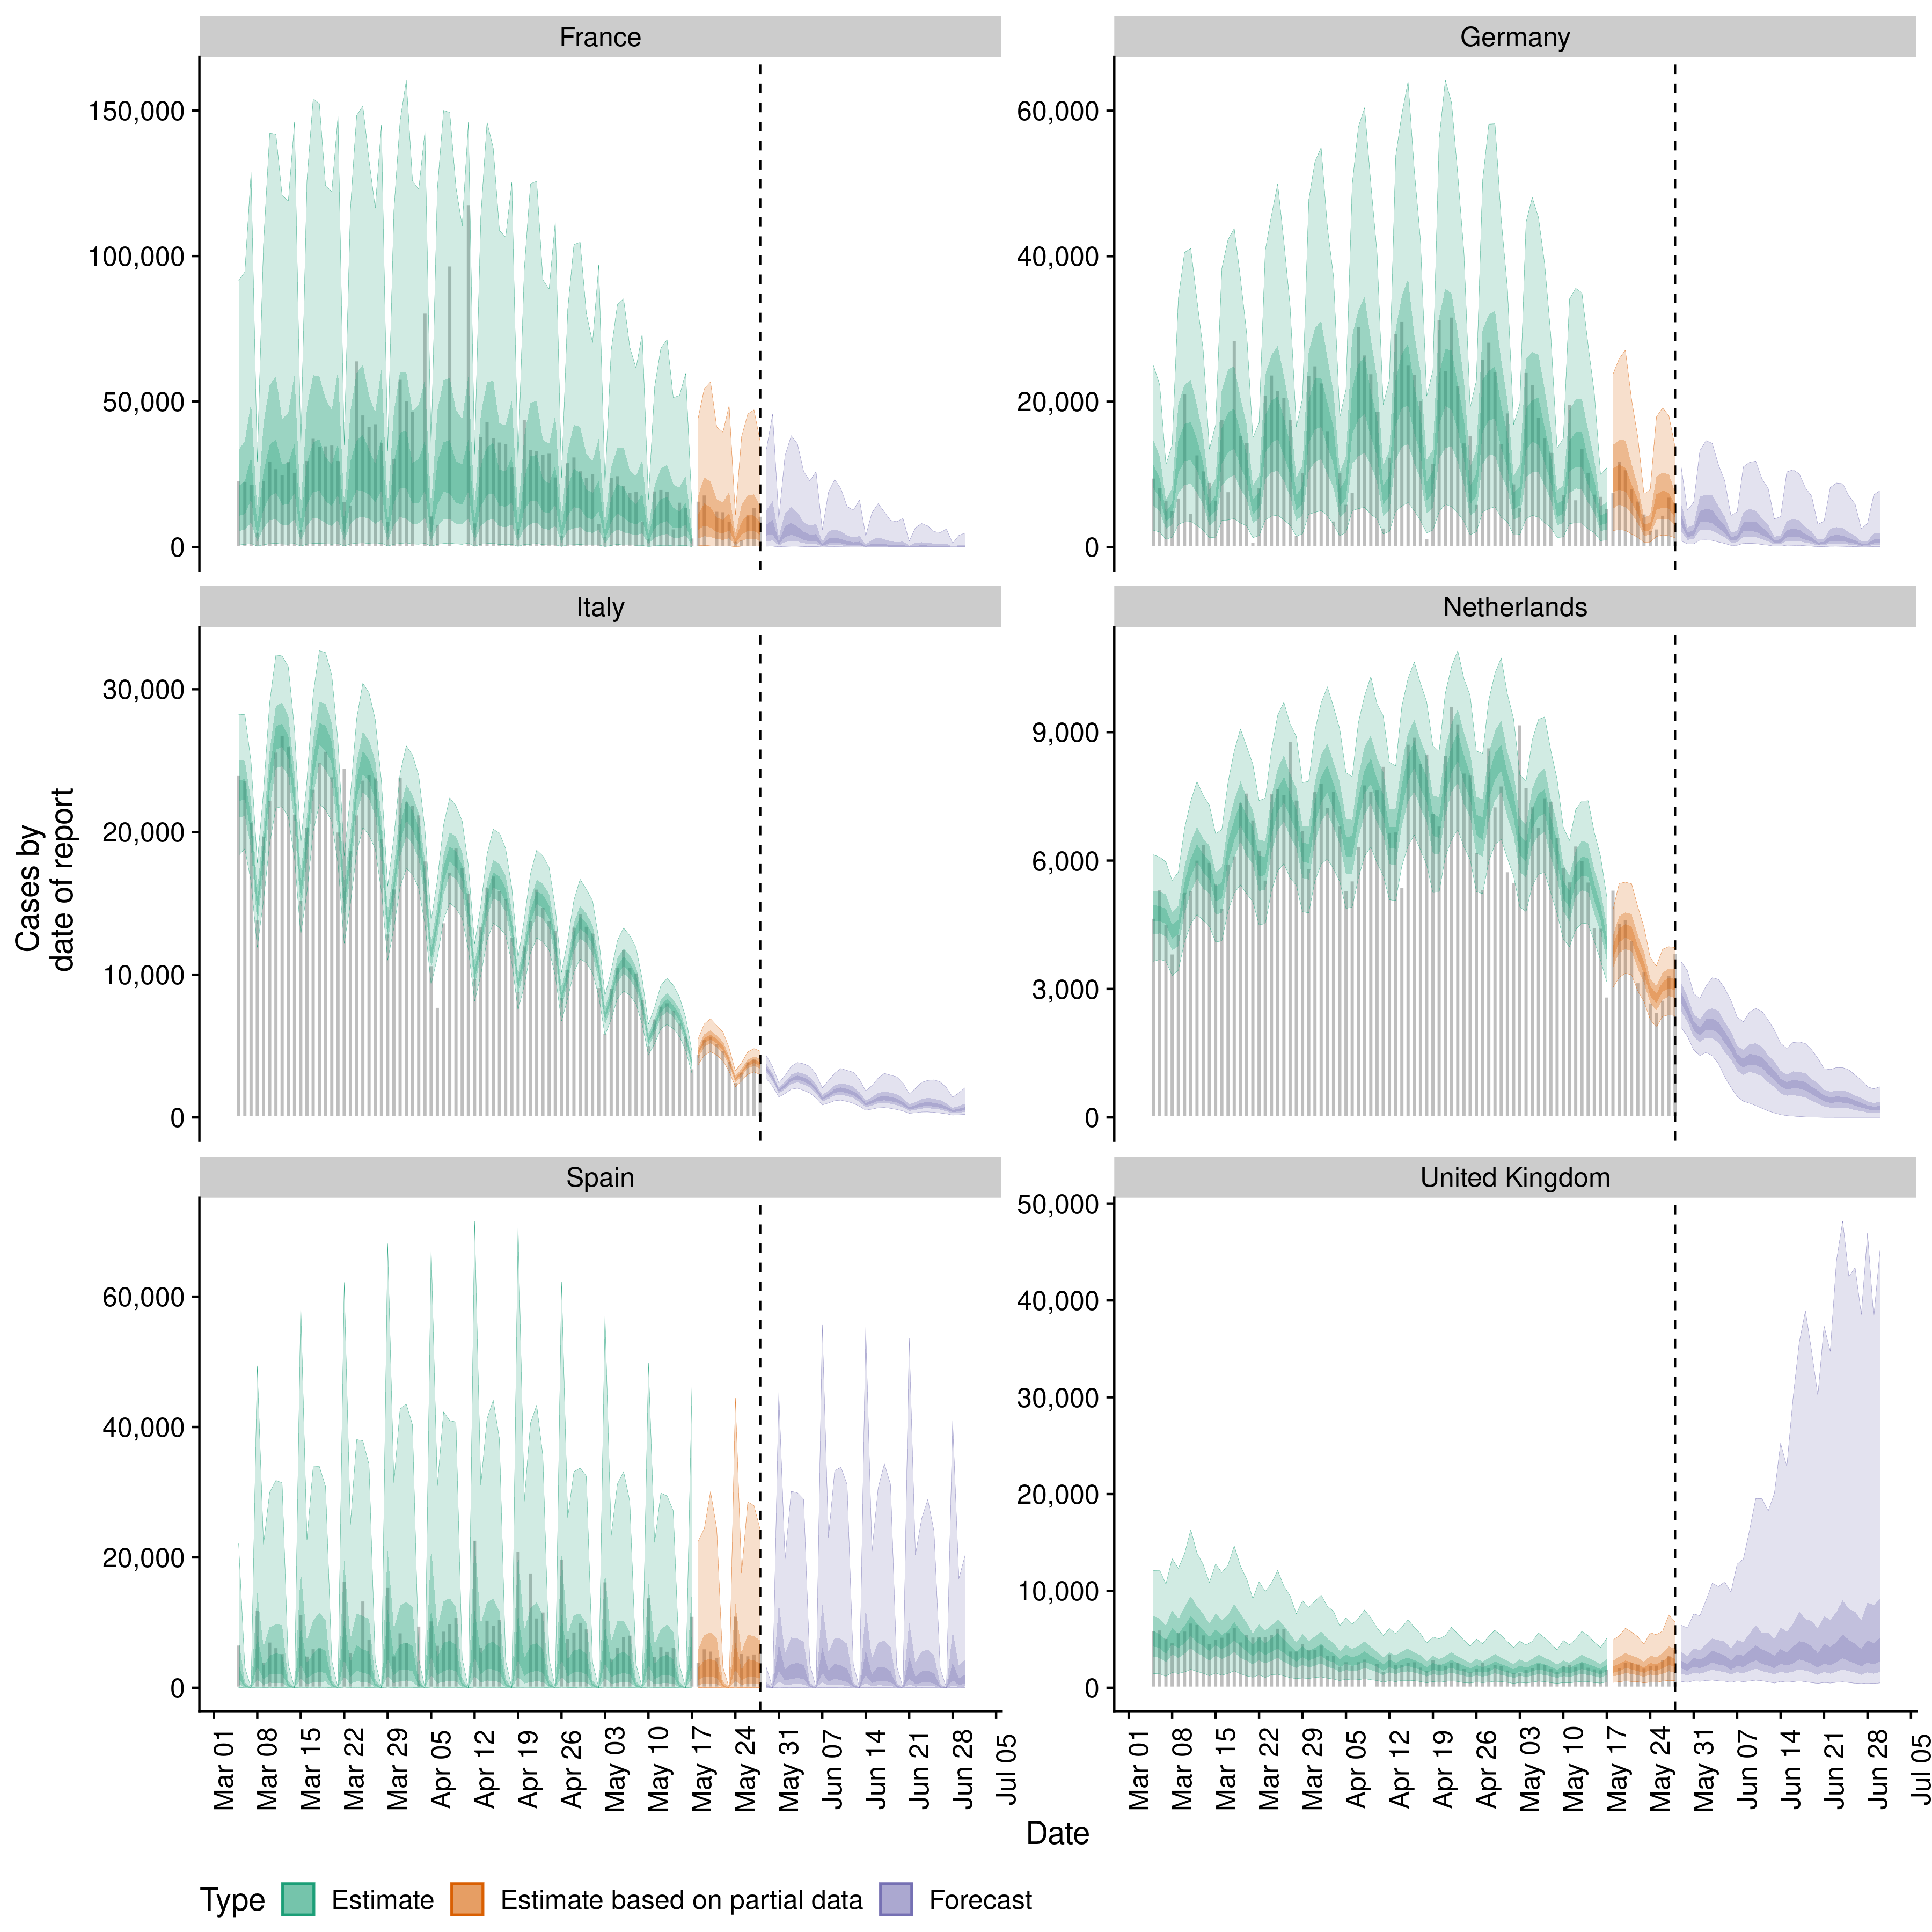 France
Germany
150,000
100,000
50,000
0
60,000
40,000
20,000
0
Italy
Netherlands
30,000
20,000
10,000
0
9,000
6,000
3,000
0
Cases by
date of report
Spain
United Kingdom
60,000
40,000
20,000
0
50,000
40,000
30,000
20,000
10,000
0
Mar 01
Mar 08
Mar 15
Mar 22
Mar 29
Apr 05
Apr 12
Apr 19
Apr 26
May 03
May 10
May 17
May 24
May 31
Jun 07
Jun 14
Jun 21
Jun 28
Jul 05
Mar 01
Mar 08
Mar 15
Mar 22
Mar 29
Apr 05
Apr 12
Apr 19
Apr 26
May 03
May 10
May 17
May 24
May 31
Jun 07
Jun 14
Jun 21
Jun 28
Jul 05
Date
Type Estimate Estimate based on partial data Forecast